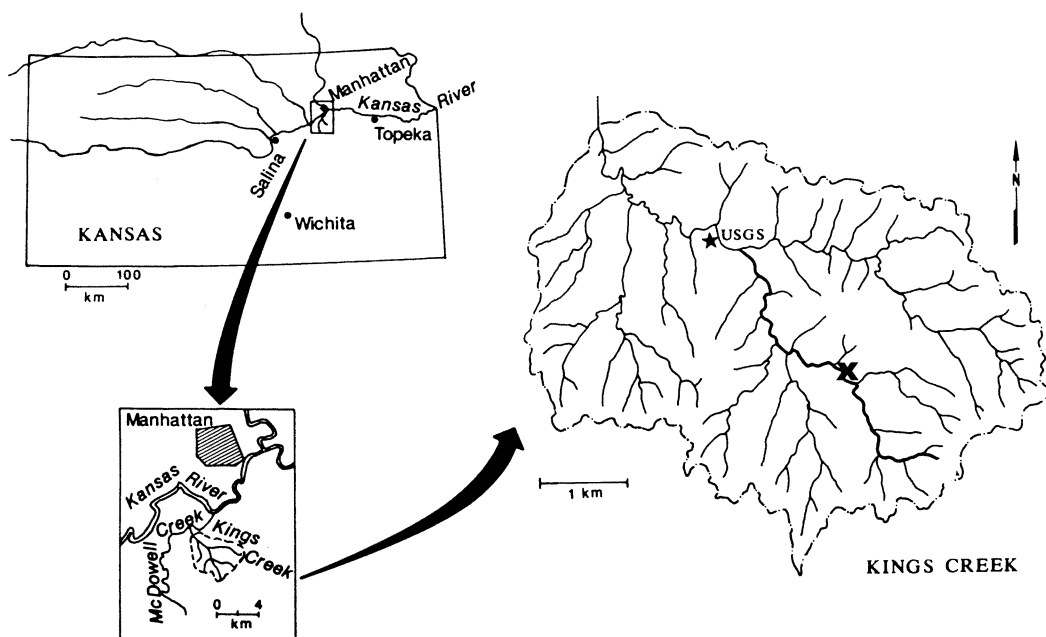 Manhattan
Kansas River
Topeka
Salina
Wichita
KANSAS
0 100
km
Manhattan
Kansas River
Creek
Kings Creek
McDowell
0 4
km
N
USGS
X
1 km
KINGS CREEK